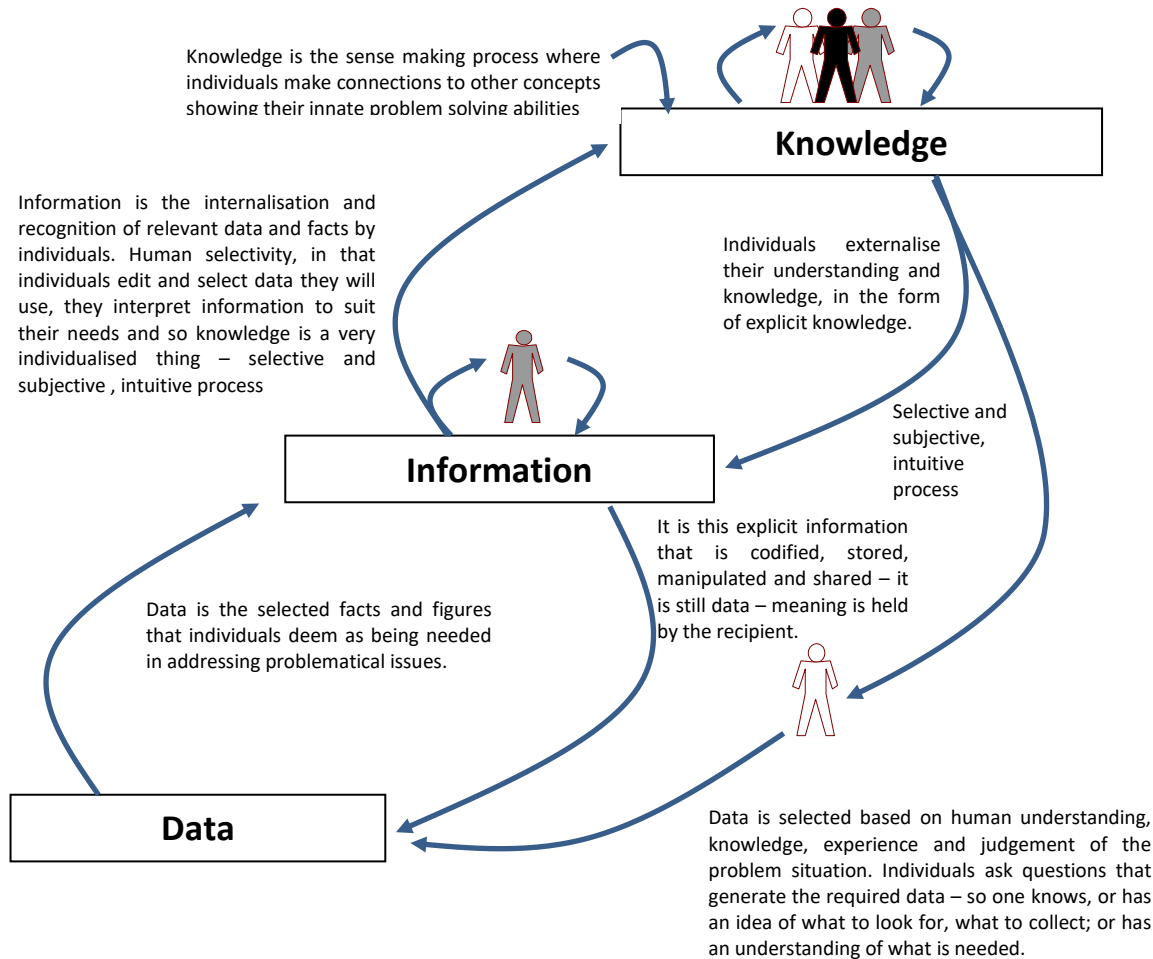 Knowledge is the sense making process where
individuals make connections to other concepts
showing their innate problem solving abilities
Knowledge
Information is the internalisation and
recognition of relevant data and facts by
individuals. Human selectivity, in that
individuals edit and select data they will
use, they interpret information to suit
their needs and so knowledge is a very
individualised thing – selective and
subjective , intuitive process
Individuals externalise
their understanding and
knowledge, in the form
of explicit knowledge.
Selective and
subjective,
intuitive
process
Information
It is this explicit information
that is codified, stored,
manipulated and shared – it
is still data – meaning is held
by the recipient.
Data is the selected facts and figures
that individuals deem as being needed
in addressing problematical issues.
Data
Data is selected based on human understanding,
knowledge, experience and judgement of the
problem situation. Individuals ask questions that
generate the required data – so one knows, or has
an idea of what to look for, what to collect; or has
an understanding of what is needed.